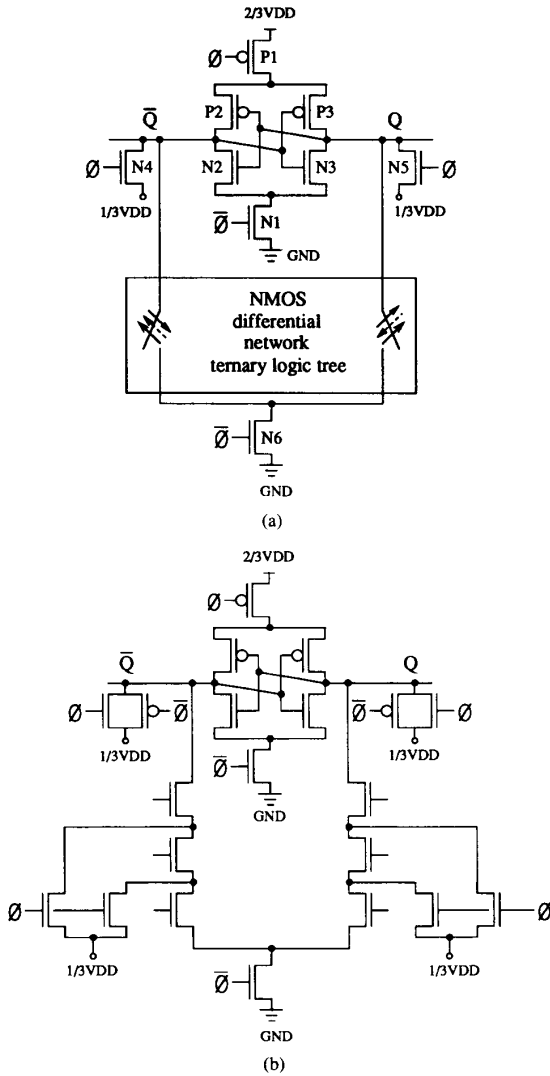 2/3VDD
Ø P1
Q̅ P2 P3 Q
Ø N4 N2 N3 N5 Ø
1/3VDD 1/3VDD
Ø̅ N1
GND
NMOS
differential
network
ternary logic tree
Ø̅ N6
GND
(a)
2/3VDD
Ø
Q̅ Q
Ø Ø̅ Ø̅ Ø
1/3VDD 1/3VDD
Ø̅
GND
Ø Ø
1/3VDD 1/3VDD
Ø̅
GND
(b)